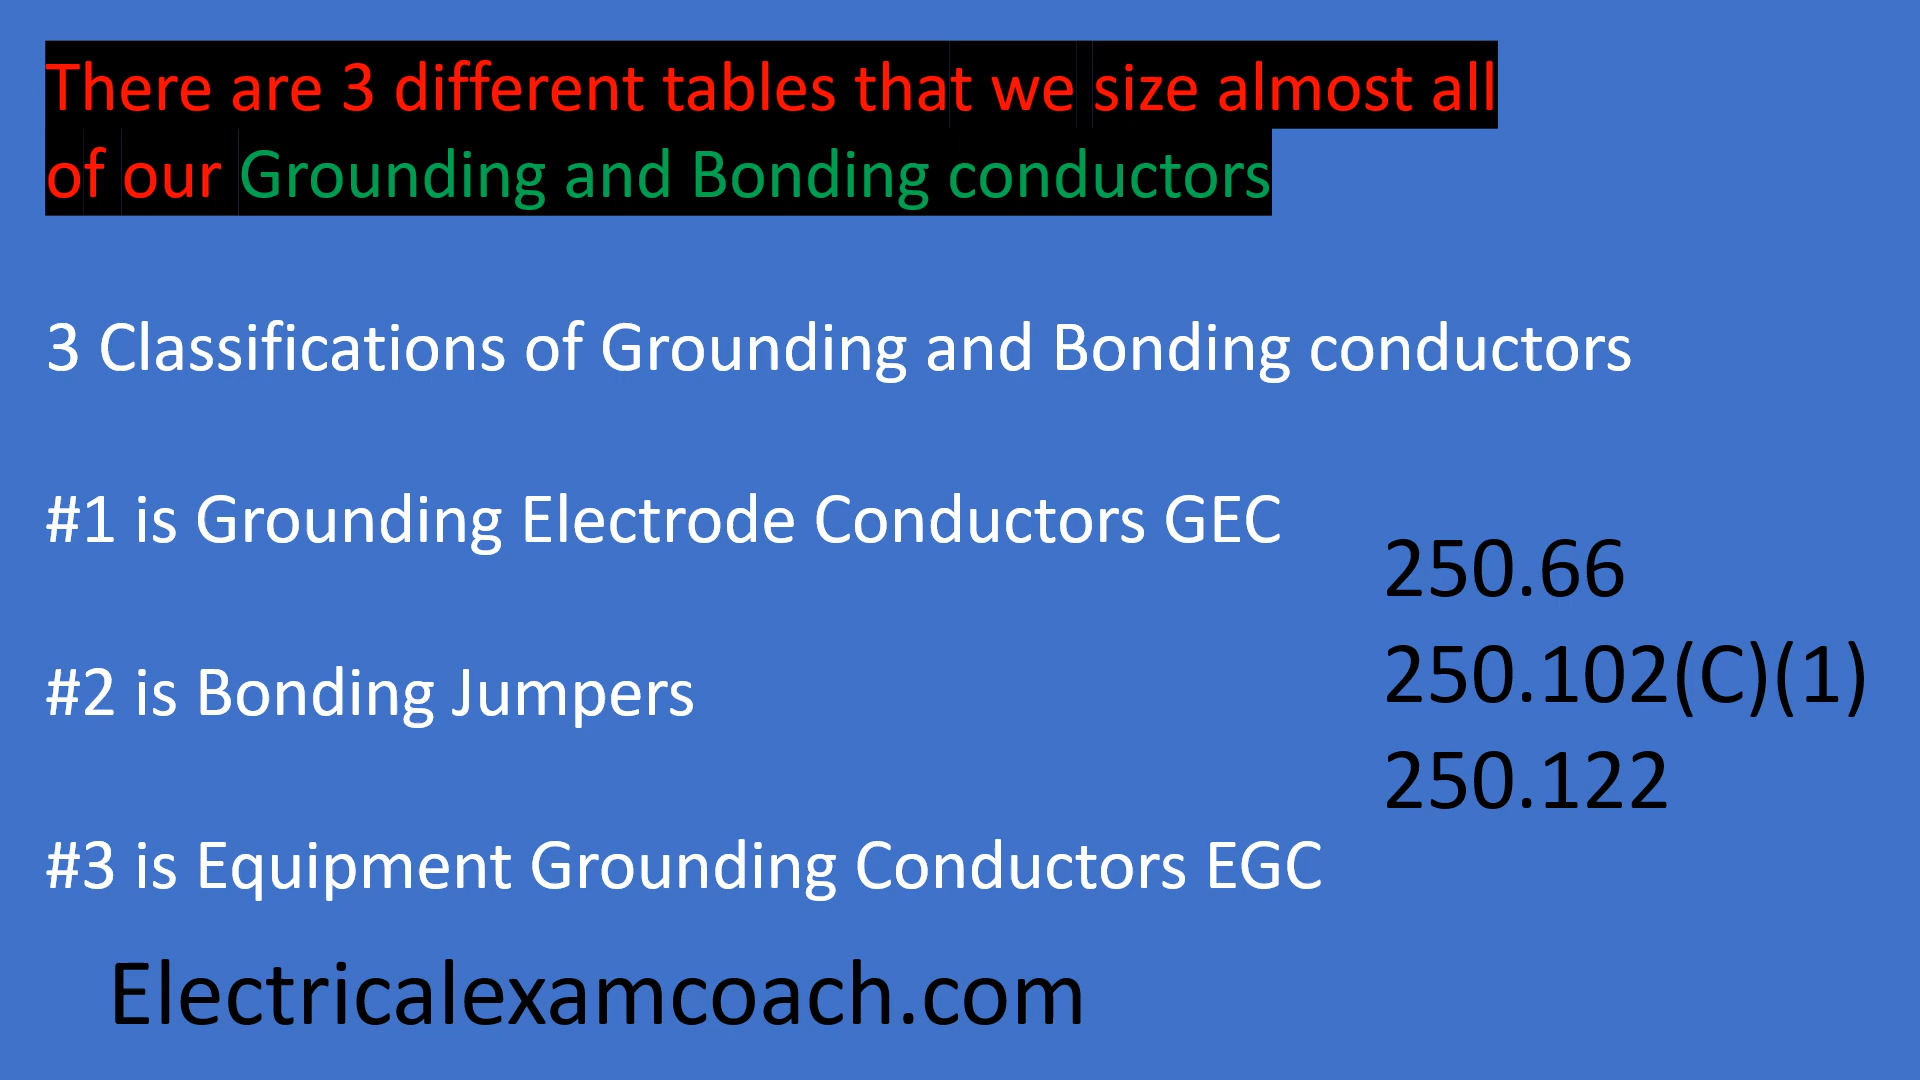 There are 3 different tables that we size almost all
of our Grounding and Bonding conductors
3 Classifications of Grounding and Bonding conductors
#1 is Grounding Electrode Conductors GEC
250.66
#2 is Bonding Jumpers
250.102(C)(1)
250.122
#3 is Equipment Grounding Conductors EGC
Electricalexamcoach.com